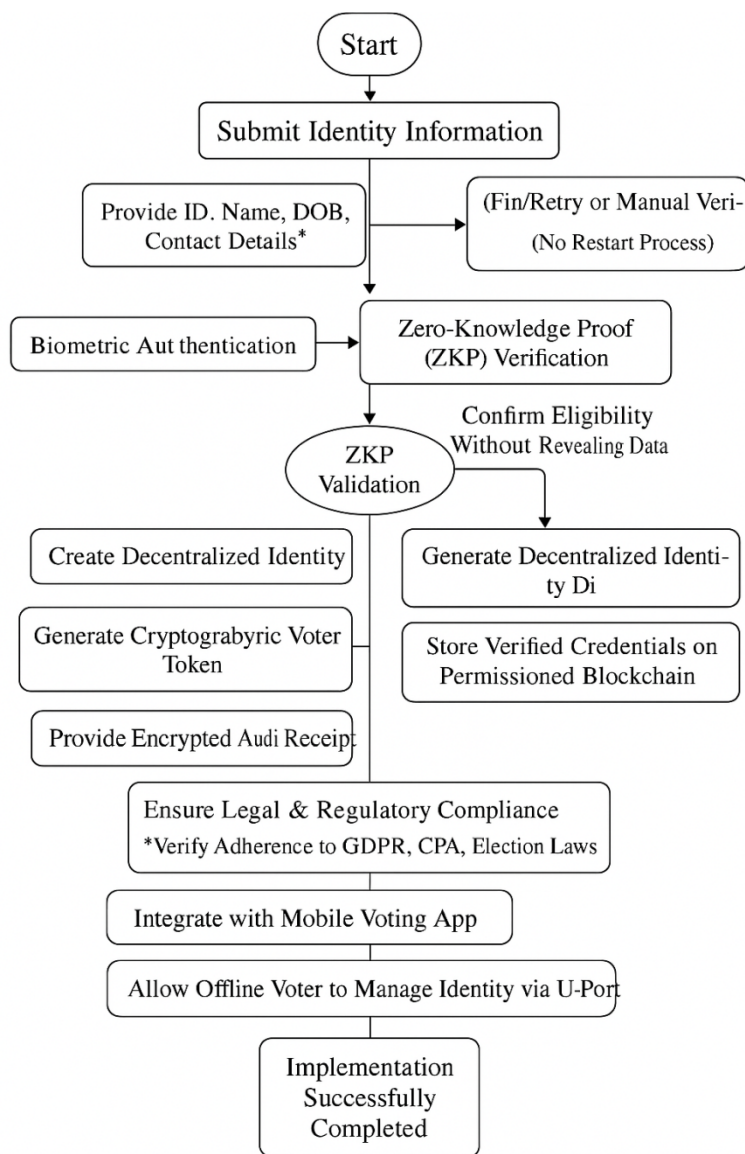 Start
Submit Identity Information
Provide ID. Name, DOB,
Contact Details*
(Fin/Retry or Manual Veri-
(No Restart Process)
Biometric Aut thentication
Zero-Knowledge Proof
(ZKP) Verification
Confirm Eligibility
Without Revealing Data
ZKP
Validation
Create Decentralized Identity
Generate Decentralized Identi-
ty Di
Generate Cryptograbyric Voter
Token
Store Verified Credentials on
Permissioned Blockchain
Provide Encrypted Audi Receipt
Ensure Legal & Regulatory Compliance
*Verify Adherence to GDPR, CPA, Election Laws
Integrate with Mobile Voting App
Allow Offline Voter to Manage Identity via U-Port
Implementation
Successfully
Completed